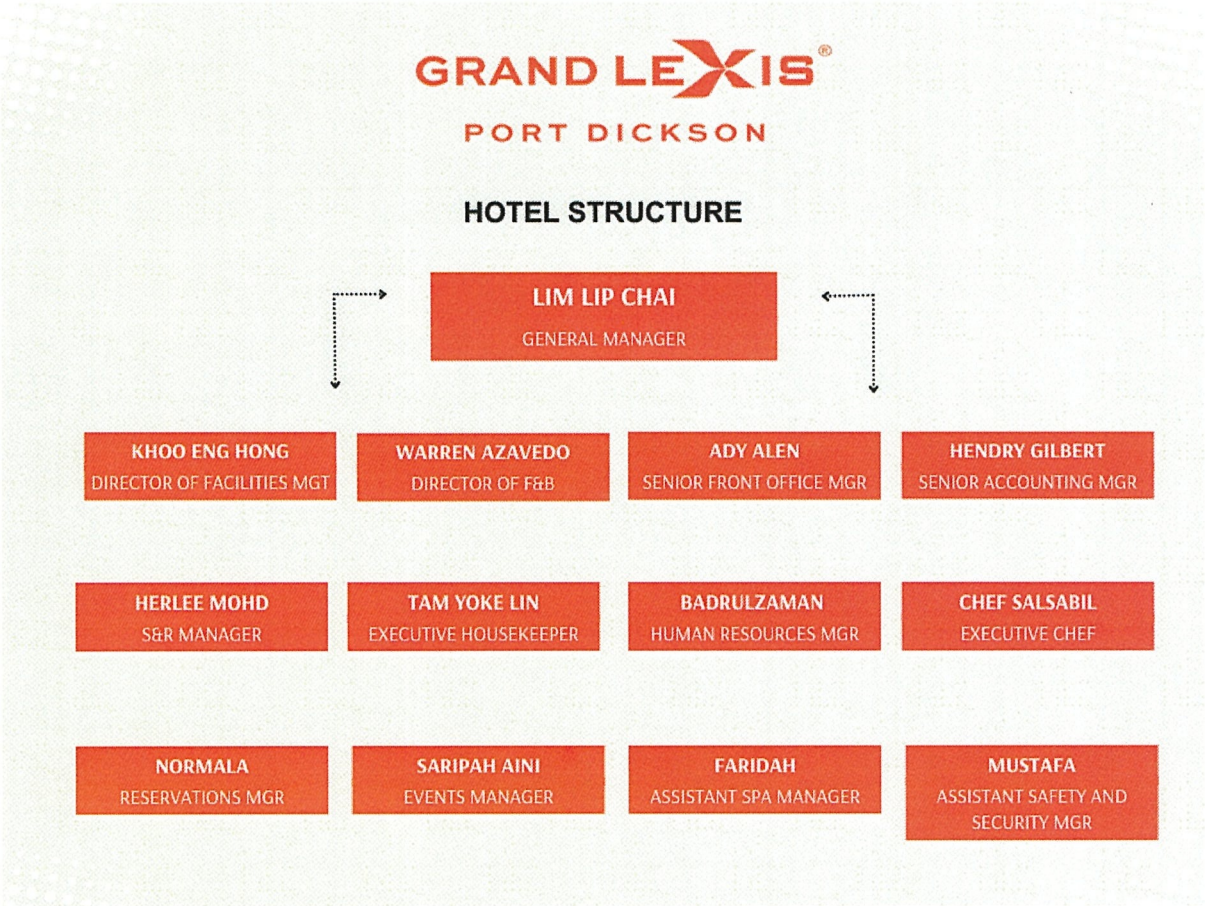 GRAND LEXIS®
PORT DICKSON
HOTEL STRUCTURE
LIM LIP CHAI
GENERAL MANAGER
KHOO ENG HONG
DIRECTOR OF FACILITIES MGT
WARREN AZAVEDO
DIRECTOR OF F&B
ADY ALEN
SENIOR FRONT OFFICE MGR
HENDRY GILBERT
SENIOR ACCOUNTING MGR
HERLEE MOHD
S&R MANAGER
TAM YOKE LIN
EXECUTIVE HOUSEKEEPER
BADRULZAMAN
HUMAN RESOURCES MGR
CHEF SALSABIL
EXECUTIVE CHEF
NORMALA
RESERVATIONS MGR
SARIPAH AINI
EVENTS MANAGER
FARIDAH
ASSISTANT SPA MANAGER
MUSTAFA
ASSISTANT SAFETY AND
SECURITY MGR